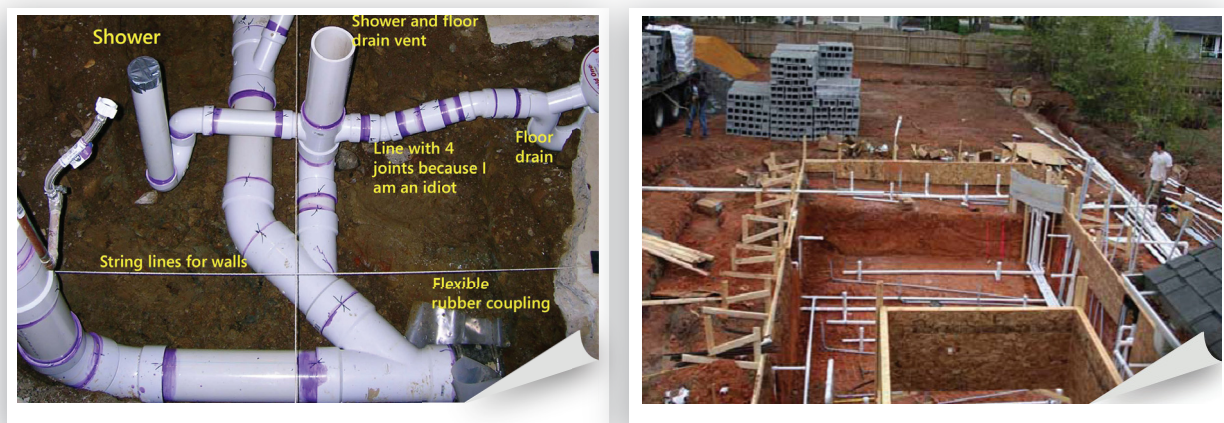 Shower
Shower and floor
drain vent
Floor
drain
Line with 4
joints because I
am an idiot
String lines for walls
Flexible
rubber coupling